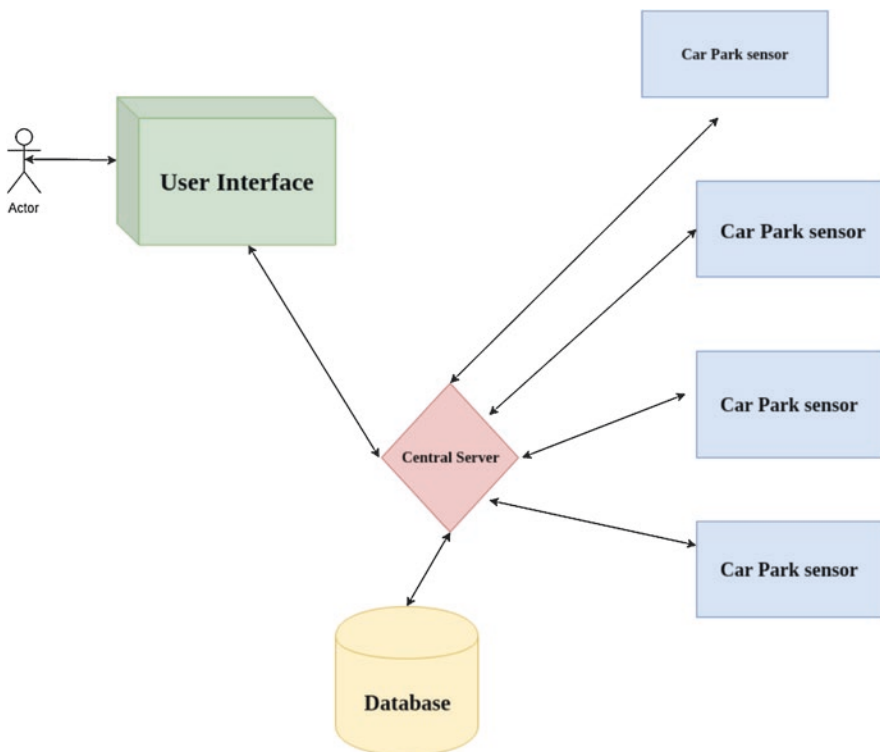 Car Park sensor
User Interface
Actor
Car Park sensor
Car Park sensor
Central Server
Car Park sensor
Database